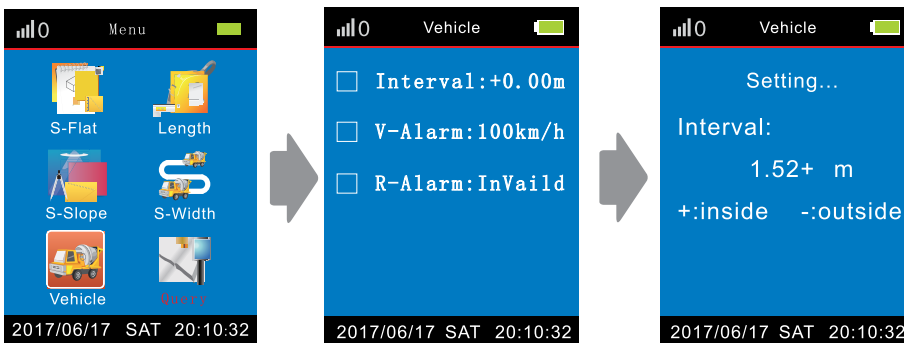 0 Menu
S-Flat Length
S-Slope S-Width
Vehicle Query
2017/06/17 SAT 20:10:32
0 Vehicle
Interval:+0.00m
V-Alarm:100km/h
R-Alarm:InVaild
2017/06/17 SAT 20:10:32
0 Vehicle
Setting...
Interval:
1.52+ m
+:inside -:outside
2017/06/17 SAT 20:10:32